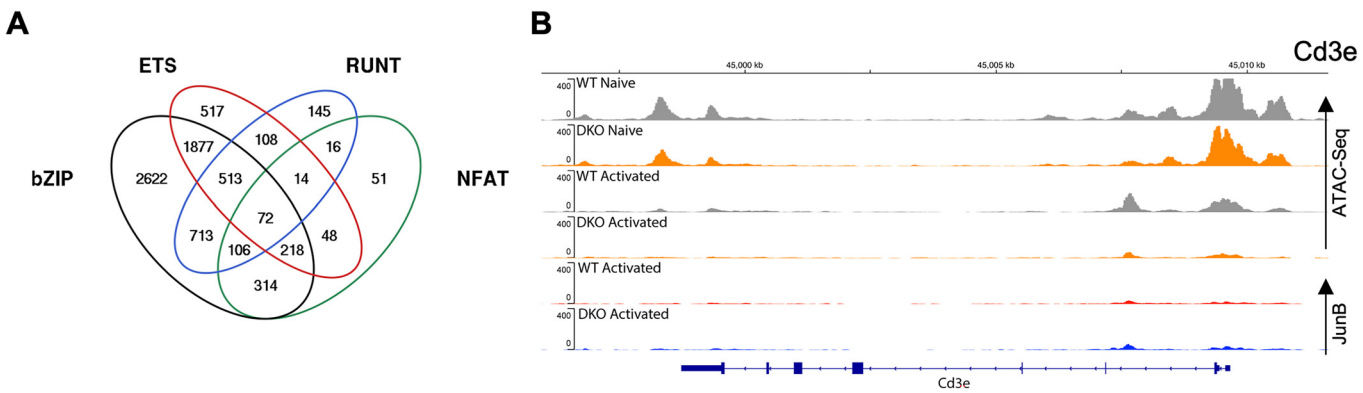 A
ETS
RUNT
bZIP
NFAT
517
145
1877
108
16
2622
513
14
51
72
713
106
218
48
314
B
Cd3e
45,000 kb
45,005 kb
45,010 kb
400
0
WT Naive
400
0
DKO Naive
400
0
WT Activated
400
0
DKO Activated
400
0
WT Activated
400
0
DKO Activated
ATAC-Seq
JunB
Cd3e